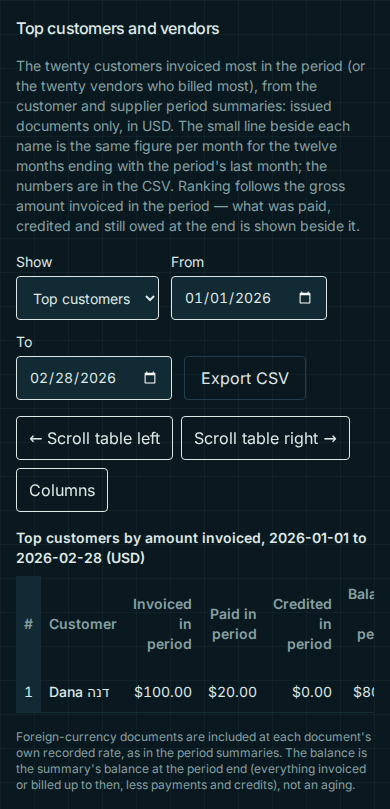 Top customers and vendors
The twenty customers invoiced most in the period (or
the twenty vendors who billed most), from the
customer and supplier period summaries: issued
documents only, in USD. The small line beside each
name is the same figure per month for the twelve
months ending with the period's last month; the
numbers are in the CSV. Ranking follows the gross
amount invoiced in the period — what was paid,
credited and still owed at the end is shown beside it.
Show From
Top customers 01/01/2026
To
02/28/2026 Export CSV
← Scroll table left Scroll table right →
Columns
Top customers by amount invoiced, 2026-01-01 to
2026-02-28 (USD)
# Customer Invoiced in period Paid in period Credited in period
1 Dana דנה $100.00 $20.00 $0.00
Foreign-currency documents are included at each document's
own recorded rate, as in the period summaries. The balance is
the summary's balance at the period end (everything invoiced
or billed up to then, less payments and credits), not an aging.